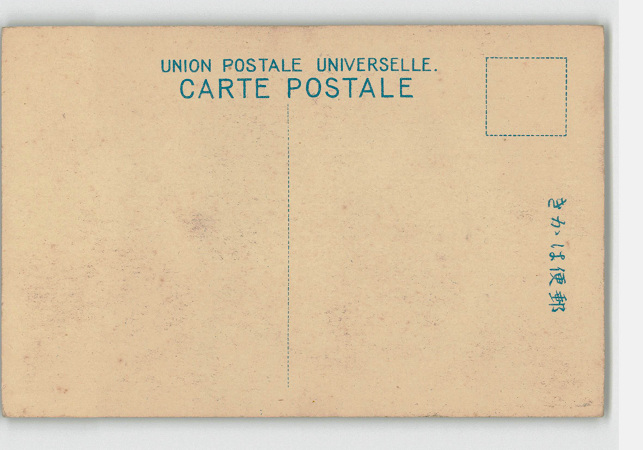 UNION POSTALE UNIVERSELLE.
CARTE POSTALE
きかは便郵